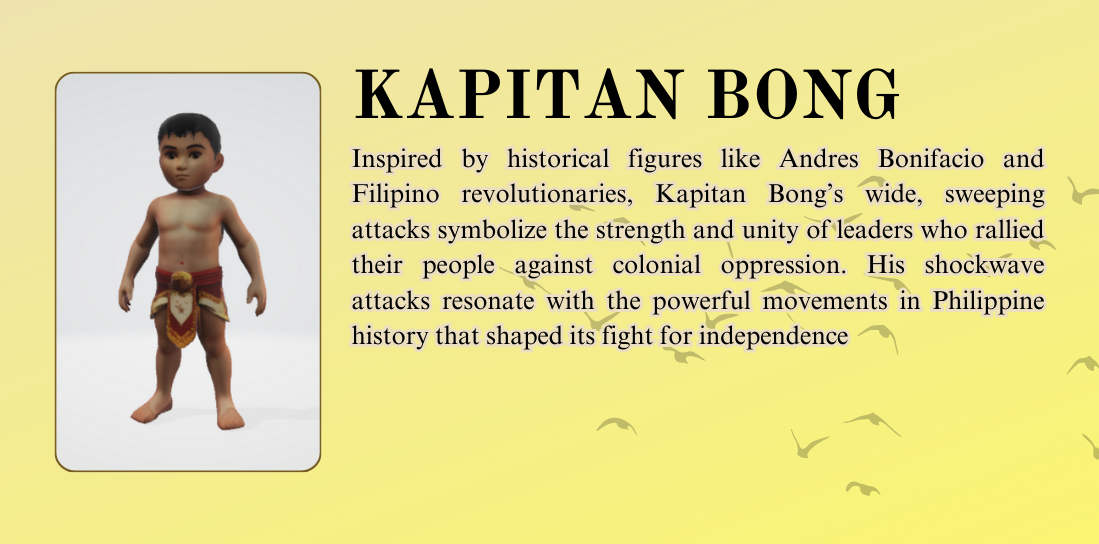 KAPITAN BONG
Inspired by historical figures like Andres Bonifacio and
Filipino revolutionaries, Kapitan Bong’s wide, sweeping
attacks symbolize the strength and unity of leaders who rallied
their people against colonial oppression. His shockwave
attacks resonate with the powerful movements in Philippine
history that shaped its fight for independence